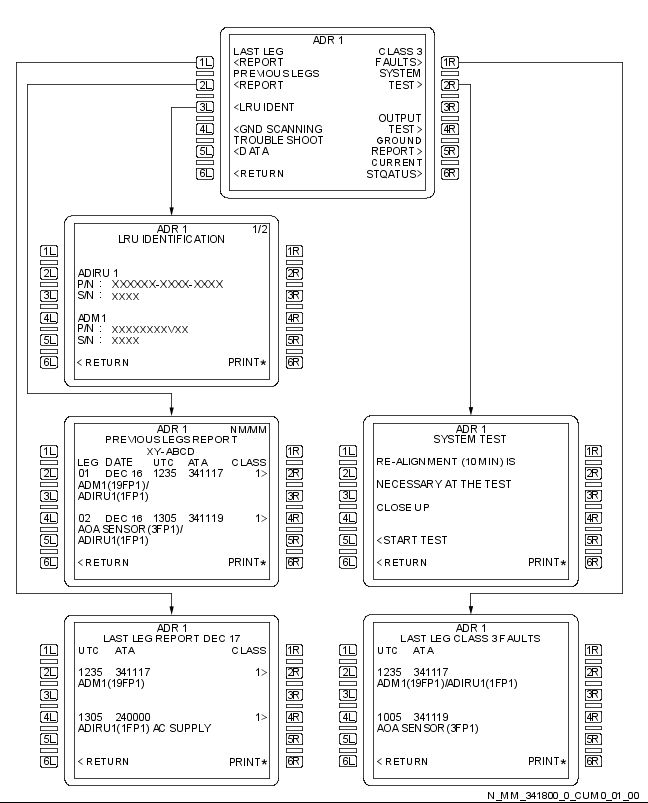 ADR 1
LAST LEG CLASS 3
1L <REPORT FAULTS> 1R
PREVIOUS LEGS SYSTEM
2L <REPORT TEST> 2R
3L <LRU IDENT 3R
OUTPUT
4L <GND SCANNING TEST> 4R
TROUBLE SHOOT GROUND
5L <DATA REPORT> 5R
CURRENT
6L <RETURN STQATUS> 6R
ADR 1 1/2
LRU IDENTIFICATION
1L 1R
2L ADIRU 1 2R
P/N : XXXXXX-XXXX-XXXX
3L S/N : XXXX 3R
4L ADM1 4R
P/N : XXXXXXXXVXX
5L S/N : XXXX 5R
6L < RETURN PRINT* 6R
ADR 1 NM/MM
PREVIOUS LEGS REPORT
1L XY-ABCD 1R
LEG DATE UTC ATA CLASS
2L 01 DEC 16 1235 341117 1> 2R
ADM1(19FP1)/
3L ADIRU1(1FP1) 3R
4L 02 DEC 16 1305 341119 1> 4R
AOA SENSOR (3FP1)/
5L ADIRU1(1FP1) 5R
6L < RETURN PRINT* 6R
ADR 1
SYSTEM TEST
1L 1R
RE-ALIGNMENT (10 MIN) IS
2L 2R
NECESSARY AT THE TEST
3L 3R
CLOSE UP
4L 4R
5L <START TEST 5R
6L < RETURN PRINT* 6R
ADR 1
LAST LEG REPORT DEC 17
1L UTC ATA CLASS 1R
2L 1235 341117 1> 2R
ADM1(19FP1)
3L 3R
4L 1305 240000 1> 4R
ADIRU1(1FP1) AC SUPPLY
5L 5R
6L < RETURN PRINT* 6R
ADR 1
LAST LEG CLASS 3 FAULTS
1L UTC ATA 1R
2L 1235 341117 2R
ADM1(19FP1)/ADIRU1(1FP1)
3L 3R
4L 1005 341119 4R
AOA SENSOR(3FP1)
5L 5R
6L < RETURN PRINT* 6R
N_MM_341800_0_CUM0_01_00